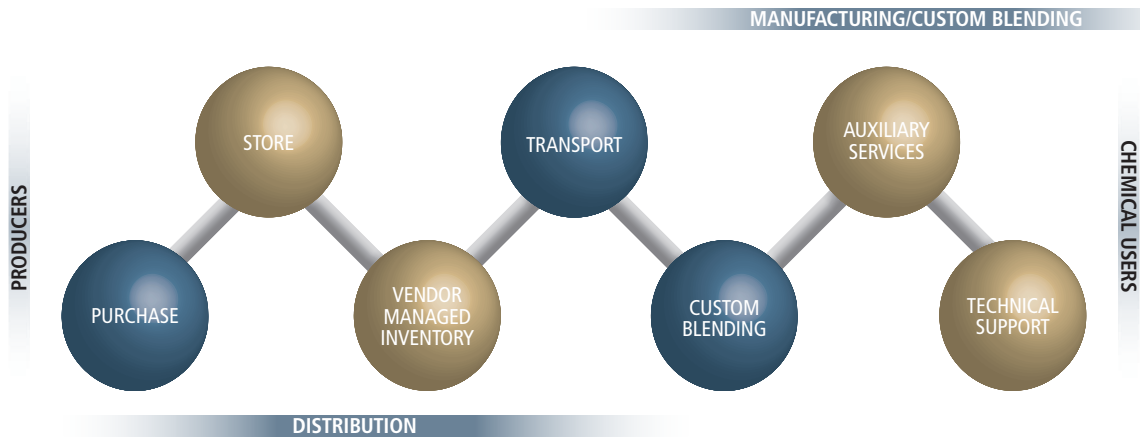 MANUFACTURING/CUSTOM BLENDING
PRODUCERS
PURCHASE
STORE
VENDOR
MANAGED
INVENTORY
TRANSPORT
CUSTOM
BLENDING
AUXILIARY
SERVICES
TECHNICAL
SUPPORT
CHEMICAL USERS
DISTRIBUTION